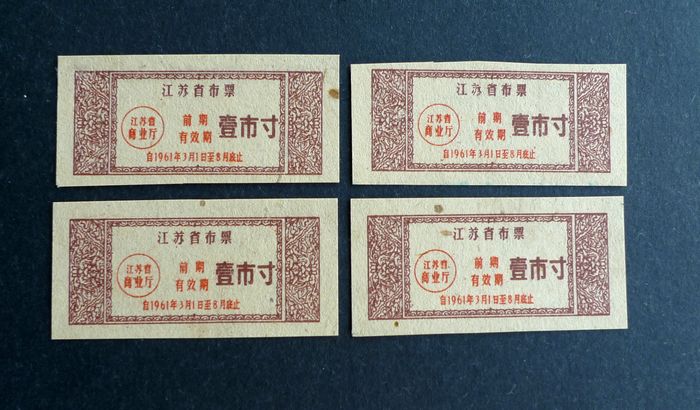 江苏省布票
江苏省
商业厅
前期
有效期
壹市寸
自1961年3月1日至8月底止
江苏省布票
江苏省
商业厅
前期
有效期
壹市寸
自1961年3月1日至8月底止
江苏省布票
江苏省
商业厅
前期
有效期
壹市寸
自1961年3月1日至8月底止
江苏省布票
江苏省
商业厅
前期
有效期
壹市寸
自1961年3月1日至8月底止